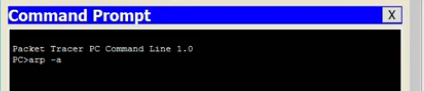 Command Prompt
X
Packet Tracer PC Command Line 1.0
PC>arp -a